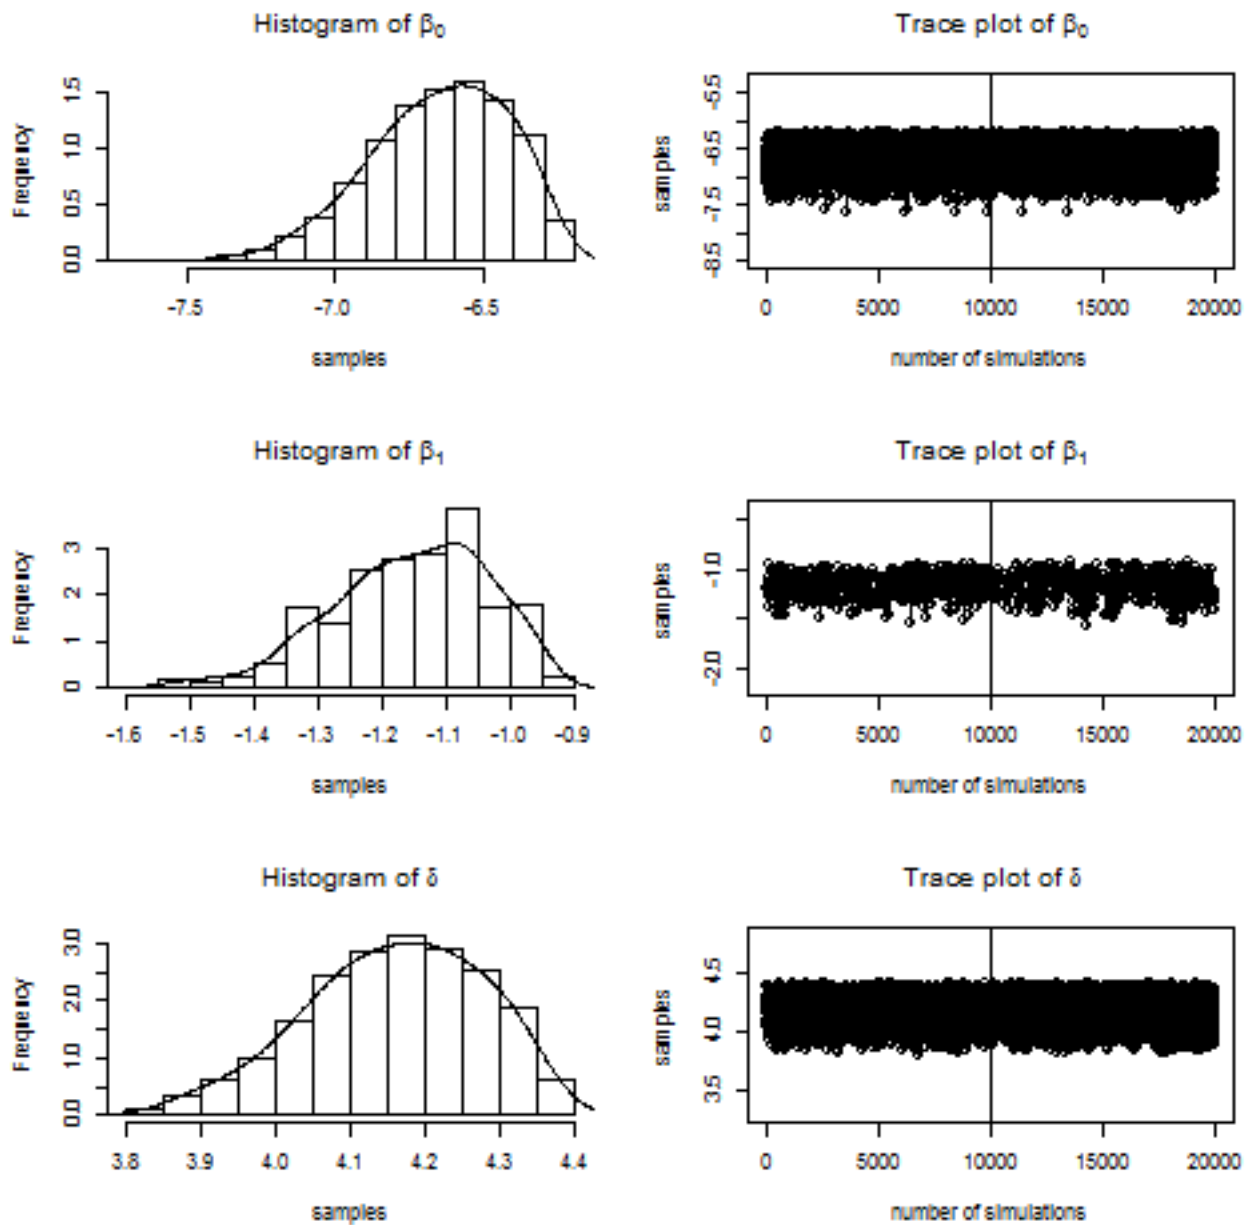 Histogram of β₀
Frequency
0.0 0.5 1.0 1.5
-7.5 -7.0 -6.5
samples
Trace plot of β₀
samples
-8.5 -7.5 -6.5 -5.5
0 5000 10000 15000 20000
number of simulations
Histogram of β₁
Frequency
0 1 2 3
-1.6 -1.5 -1.4 -1.3 -1.2 -1.1 -1.0 -0.9
samples
Trace plot of β₁
samples
-2.0 -1.0
0 5000 10000 15000 20000
number of simulations
Histogram of δ
Frequency
0.0 1.0 2.0 3.0
3.8 3.9 4.0 4.1 4.2 4.3 4.4
samples
Trace plot of δ
samples
3.5 4.0 4.5
0 5000 10000 15000 20000
number of simulations